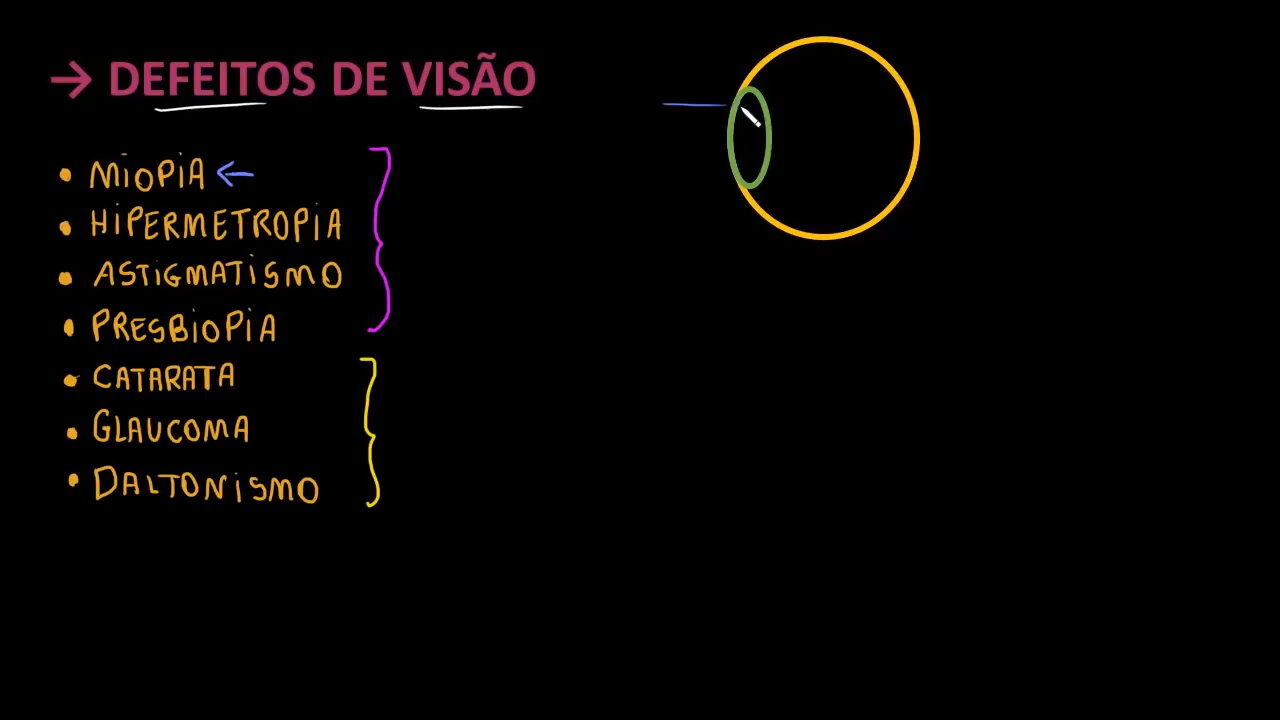 → DEFEITOS DE VISÃO
• MiOPiA ←
• HiPERMETROPiA
• ASTiGMATiSMO
• PRESBiOPiA
• CATARATA
• GLAUCOMA
• DALTONiSMO